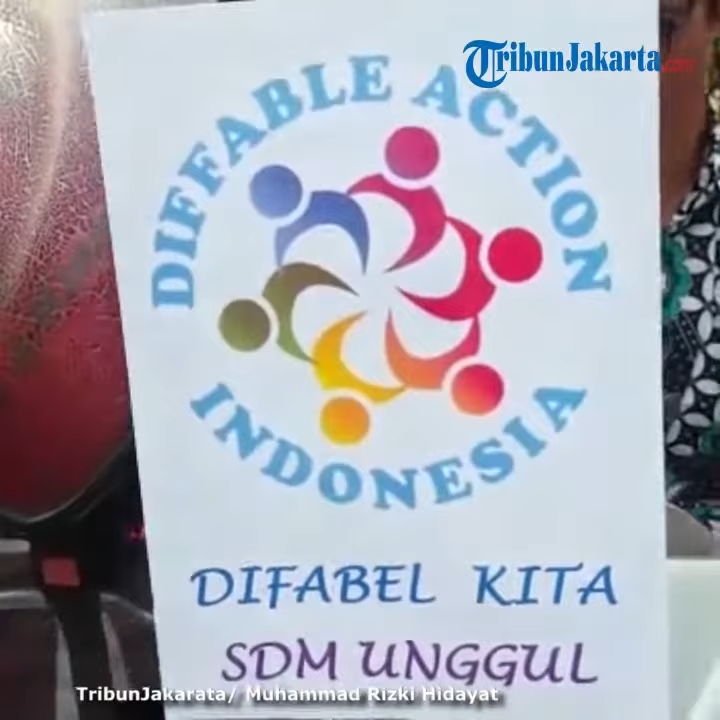 TribunJakarta.com
DIFFABLE ACTION
INDONESIA
DIFABEL KITA
SDM UNGGUL
TribunJakarata/ Muhammad Rizki Hidayat